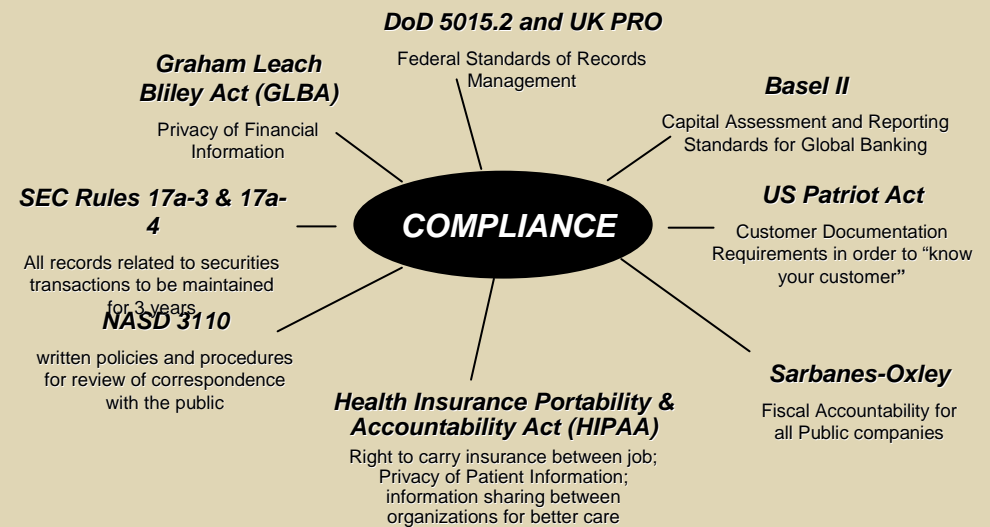 DoD 5015.2 and UK PRO
Federal Standards of Records
Management
Graham Leach
Bliley Act (GLBA)
Privacy of Financial
Information
Basel II
Capital Assessment and Reporting
Standards for Global Banking
SEC Rules 17a-3 & 17a-
4
All records related to securities
transactions to be maintained
for 3 years
COMPLIANCE
US Patriot Act
Customer Documentation
Requirements in order to “know
your customer”
NASD 3110
written policies and procedures
for review of correspondence
with the public
Health Insurance Portability &
Accountability Act (HIPAA)
Right to carry insurance between job;
Privacy of Patient Information;
information sharing between
organizations for better care
Sarbanes-Oxley
Fiscal Accountability for
all Public companies